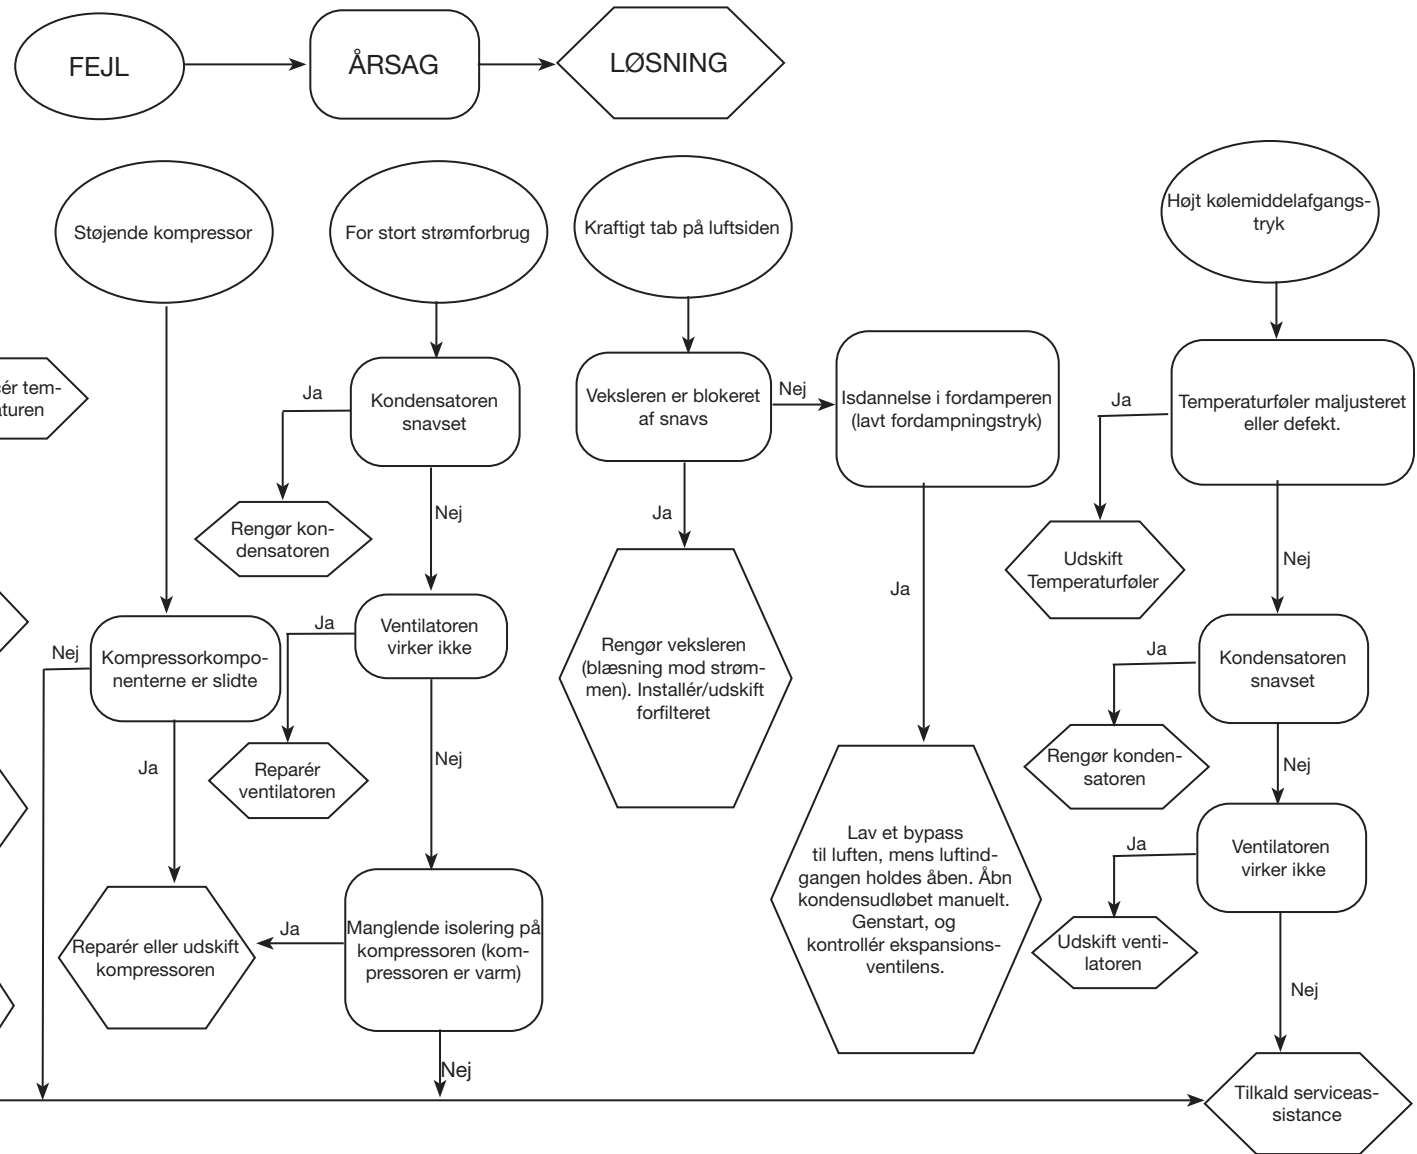 FEJL
ÅRSAG
LØSNING
Støjende kompressor
For stort strømforbrug
Kraftigt tab på luftsiden
Højt kølemiddelafgangs-
tryk
ér tem-
aturen
Ja
Kondensatoren
snavset
Nej
Rengør kon-
densatoren
Veksleren er blokeret
af snavs
Nej
Isdannelse i fordamperen
(lavt fordampningstryk)
Ja
Temperaturføler maljusteret
eller defekt.
Ja
Ja
Udskift
Temperaturføler
Nej
Nej
Kompressorkompo-
nenterne er slidte
Ja
Ja
Ventilatoren
virker ikke
Nej
Reparér
ventilatoren
Rengør veksleren
(blæsning mod strøm-
men). Installér/udskift
forfilteret
Ja
Kondensatoren
snavset
Rengør konden-
satoren
Nej
Lav et bypass
til luften, mens luftind-
gangen holdes åben. Åbn
kondensudløbet manuelt.
Genstart, og
kontrollér ekspansions-
ventilens.
Ja
Ventilatoren
virker ikke
Reparér eller udskift
kompressoren
Ja
Manglende isolering på
kompressoren (kom-
pressoren er varm)
Udskift venti-
latoren
Nej
Nej
Tilkald serviceas-
sistance